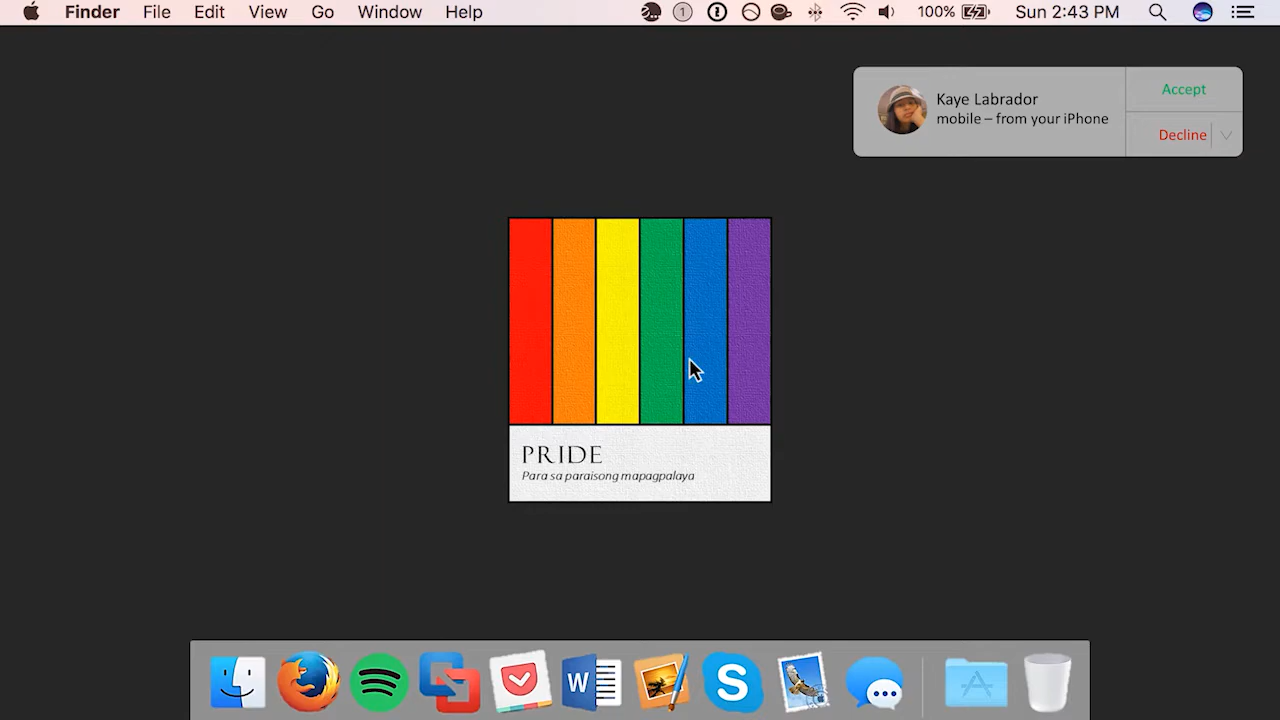 Finder File Edit View Go Window Help 1 100% Sun 2:43 PM
Kaye Labrador
mobile – from your iPhone
Accept
Decline
PRIDE
Para sa paraisong mapagpalaya
W
S